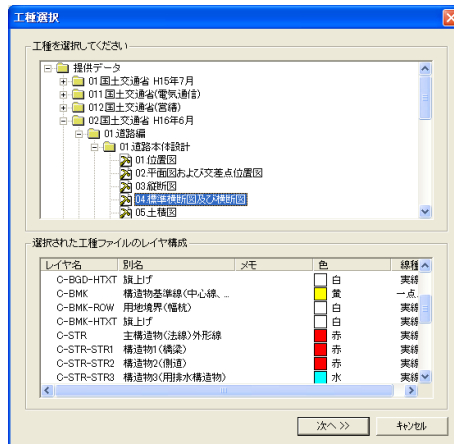 工種選択
工種を選択してください
提供データ
01国土交通省 H15年7月
011国土交通省(電気通信)
012国土交通省(営繕)
02国土交通省 H16年6月
01.道路編
01.道路本体設計
01.位置図
02.平面図および交差点位置図
03.縦断図
04.標準横断図及び横断図
05.土積図
選択された工種ファイルのレイヤ構成
レイヤ名 別名 メモ 色 線種
C-BGD-HTXT 旗上げ 白 実線
C-BMK 構造物基準線(中心線、... 黄 一点
C-BMK-ROW 用地境界(幅杭) 白 実線
C-BMK-HTXT 旗上げ 白 実線
C-STR 主構造物(法線)外形線 赤 実線
C-STR-STR1 構造物1(橋梁) 赤 実線
C-STR-STR2 構造物2(側道) 赤 実線
C-STR-STR3 構造物3(用排水構造物) 水 実線
次へ >> キャンセル